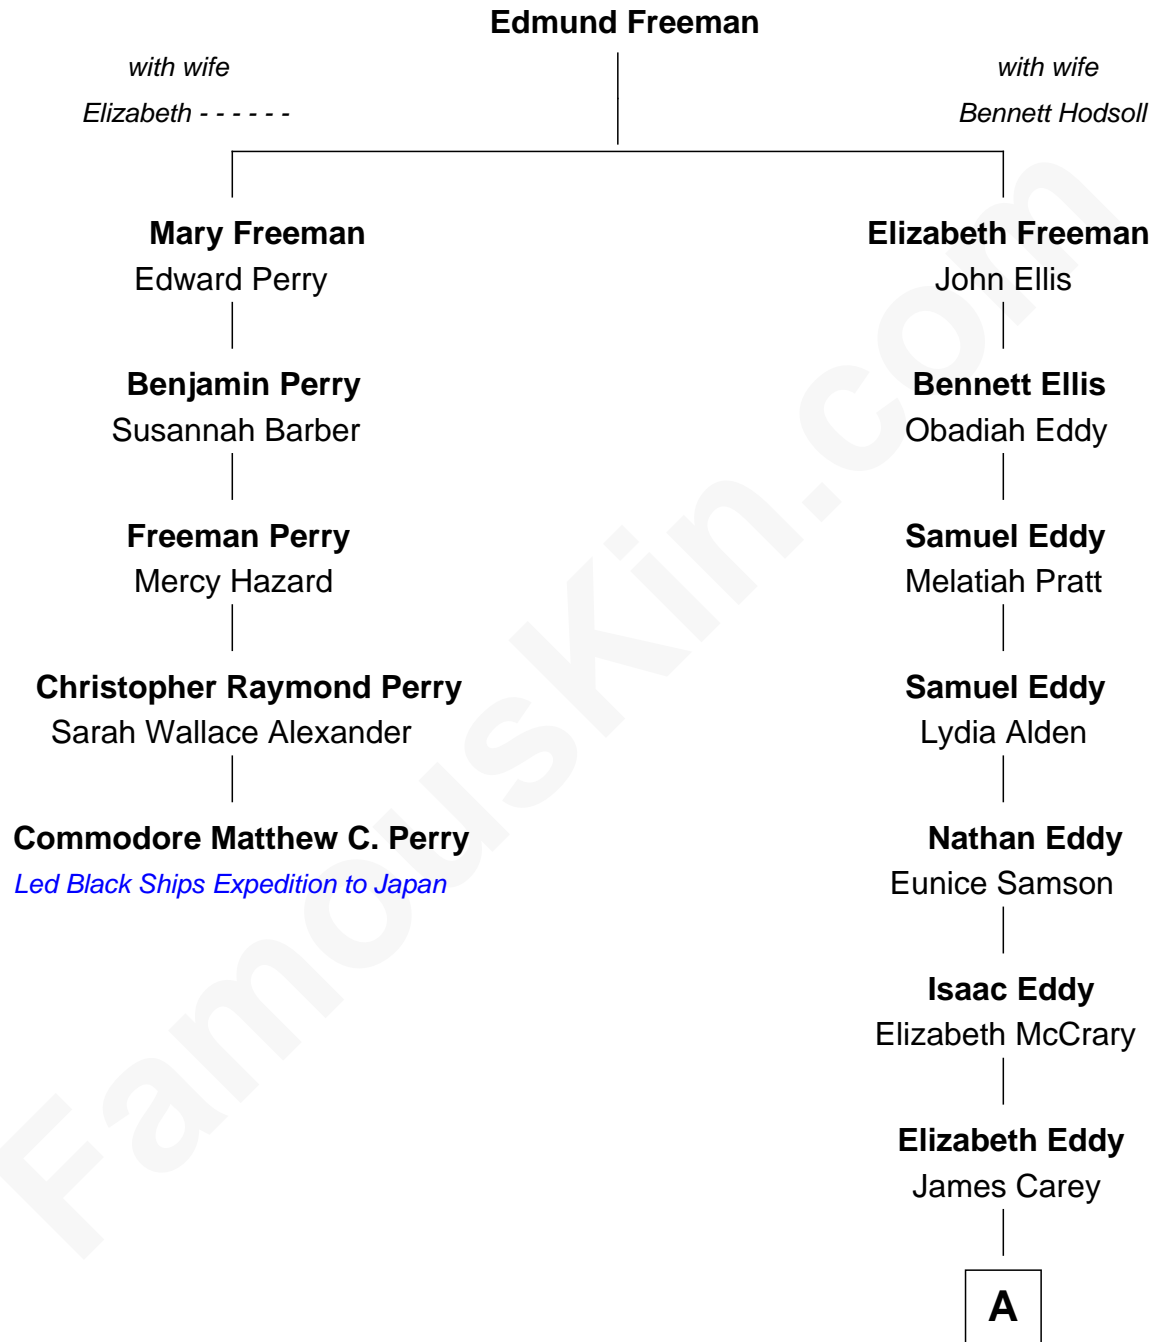 Edmund Freeman
with wife
Elizabeth - - - - - -
with wife
Bennett Hodsoll
Mary Freeman
Edward Perry
Benjamin Perry
Susannah Barber
Freeman Perry
Mercy Hazard
Christopher Raymond Perry
Sarah Wallace Alexander
Commodore Matthew C. Perry
Led Black Ships Expedition to Japan
Elizabeth Freeman
John Ellis
Bennett Ellis
Obadiah Eddy
Samuel Eddy
Melatiah Pratt
Samuel Eddy
Lydia Alden
Nathan Eddy
Eunice Samson
Isaac Eddy
Elizabeth McCrary
Elizabeth Eddy
James Carey
A
FamousKin.com